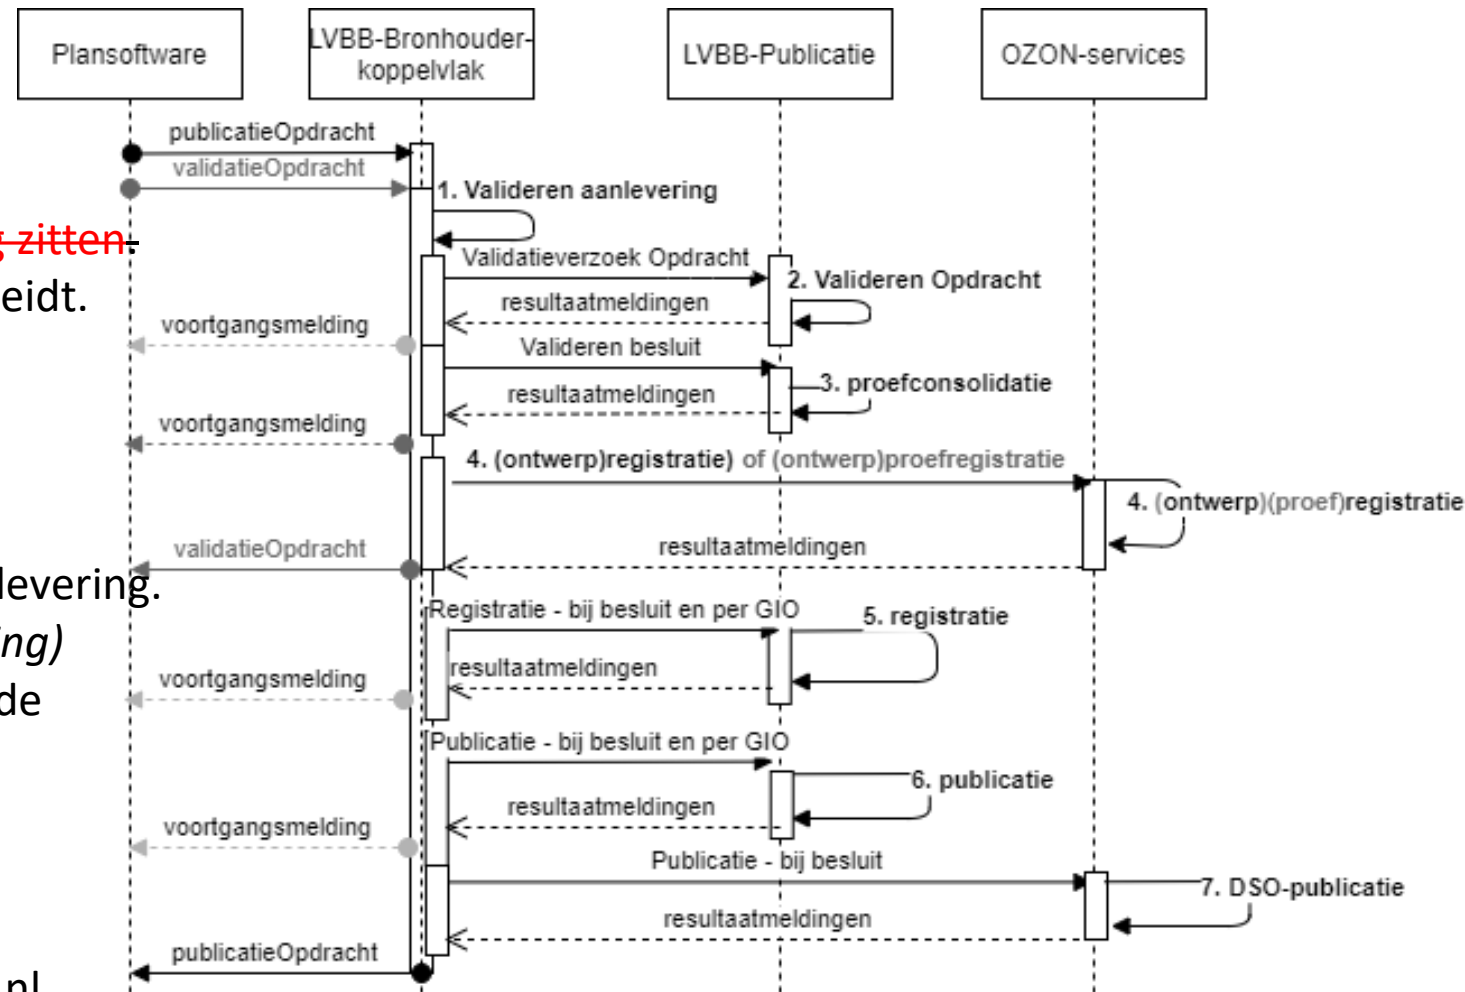 Plansoftware
LVBB-Bronhouder-
koppelvlak
LVBB-Publicatie
OZON-services
publicatieOpdracht
validatieOpdracht
1. Valideren aanlevering
zitten.
Validatieverzoek Opdracht
2. Valideren Opdracht
eidt.
resultaatmeldingen
voortgangsmelding
Valideren besluit
3. proefconsolidatie
resultaatmeldingen
voortgangsmelding
4. (ontwerp)registratie) of (ontwerp)proefregistratie
4. (ontwerp)(proef)registratie
validatieOpdracht
resultaatmeldingen
levering.
Registratie - bij besluit en per GIO
5. registratie
ng)
resultaatmeldingen
voortgangsmelding
de
Publicatie - bij besluit en per GIO
6. publicatie
resultaatmeldingen
voortgangsmelding
Publicatie - bij besluit
7. DSO-publicatie
resultaatmeldingen
publicatieOpdracht
nl